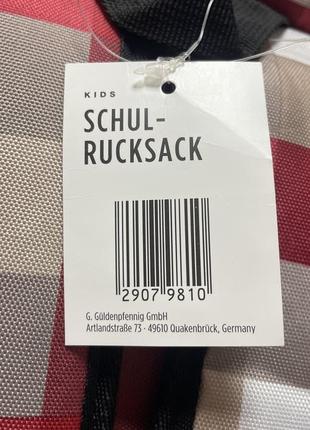 KIDS
SCHUL-
RUCKSACK
2907 9810
G. Güldenpfennig GmbH
Artlandstraße 73 · 49610 Quakenbrück, Germany